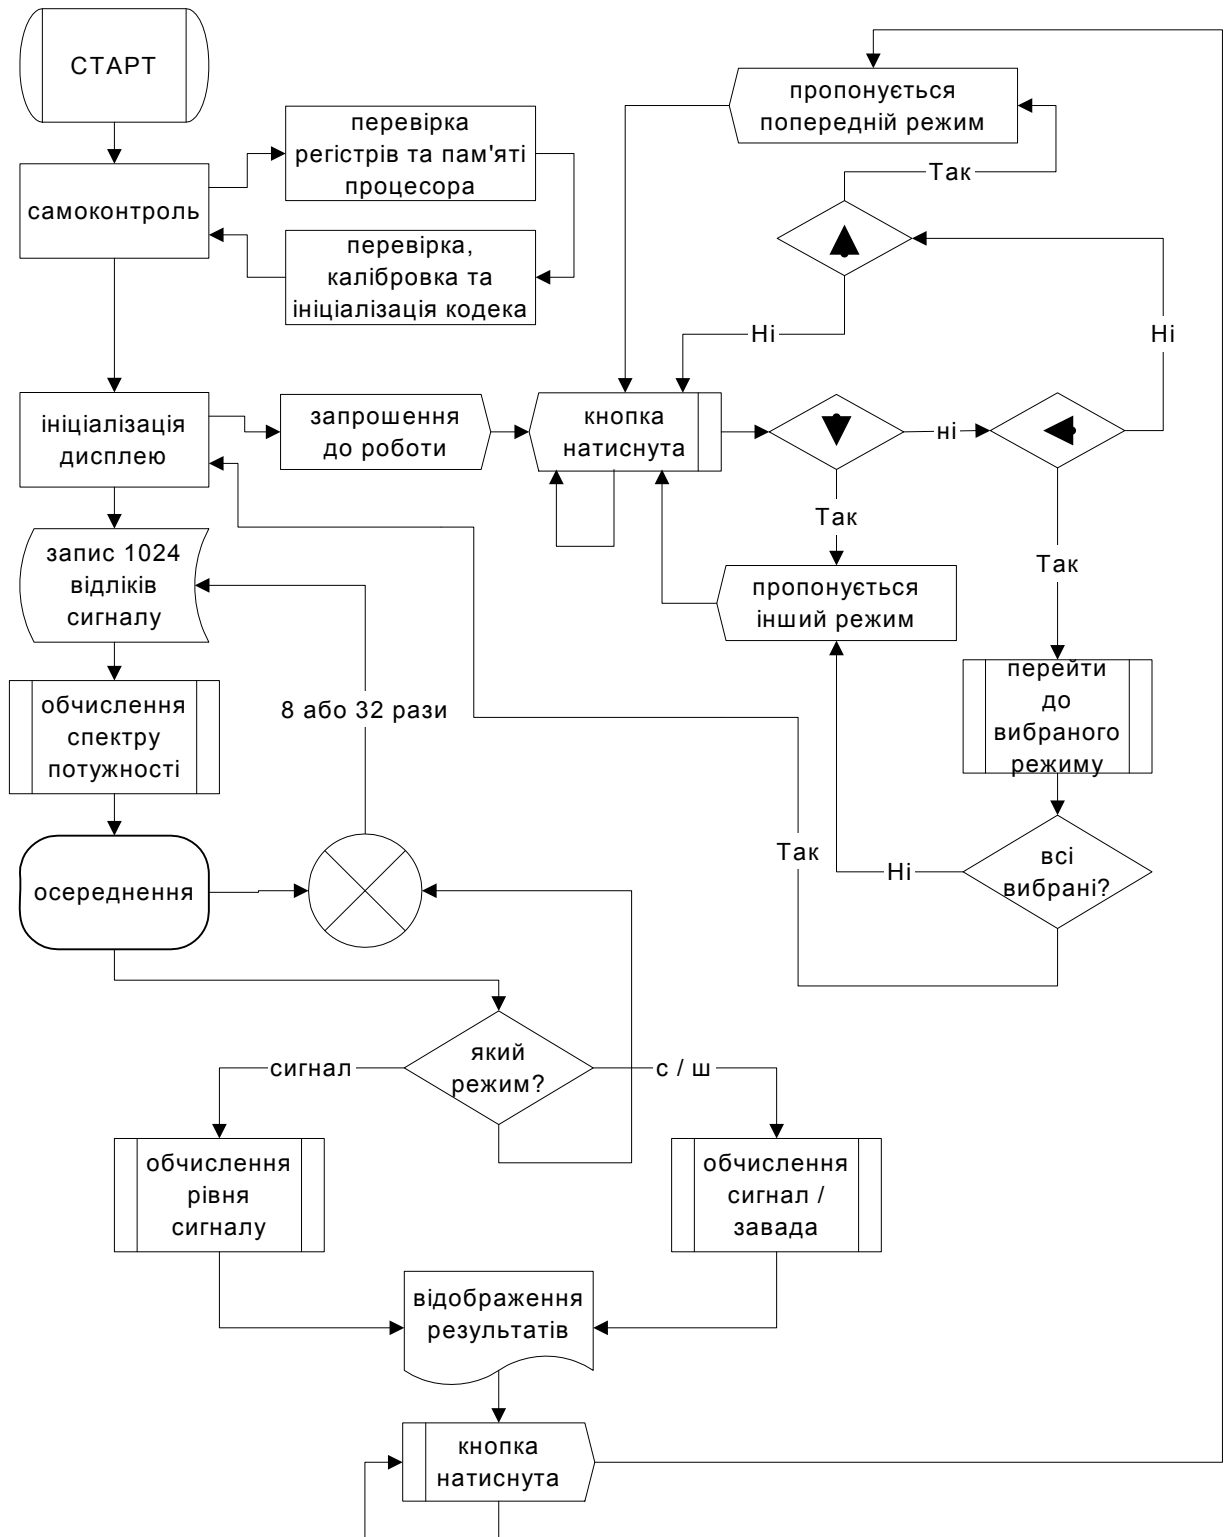 СТАРТ
пропонується
попередній режим
перевірка
регістрів та пам'яті
процесора
Так
самоконтроль
перевірка,
калібровка та
ініціалізація кодека
Ні
Ні
ініціалізація
дисплею
запрошення
до роботи
кнопка
натиснута
ні
Так
запис 1024
відліків
сигналу
Так
пропонується
інший режим
перейти
до
вибраного
режиму
обчислення
спектру
потужності
8 або 32 рази
Так
Ні
всі
вибрані?
осереднення
який
режим?
сигнал
с / ш
обчислення
рівня
сигналу
обчислення
сигнал /
завада
відображення
результатів
кнопка
натиснута